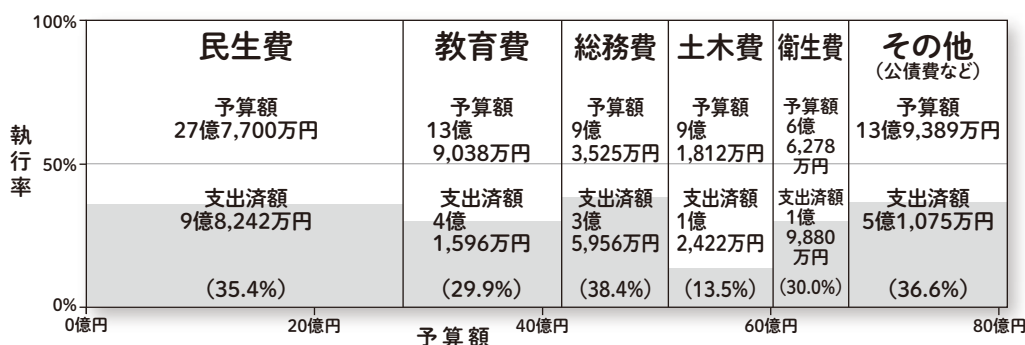 100%
50%
0%
執行率
民生費
予算額
27億7,700万円
支出済額
9億8,242万円
(35.4%)
教育費
予算額
13億
9,038万円
支出済額
4億
1,596万円
(29.9%)
総務費
予算額
9億
3,525万円
支出済額
3億
5,956万円
(38.4%)
土木費
予算額
9億
1,812万円
支出済額
1億
2,422万円
(13.5%)
衛生費
予算額
6億
6,278
万円
支出済額
1億
9,880
万円
(30.0%)
その他
(公債費など)
予算額
13億9,389万円
支出済額
5億1,075万円
(36.6%)
0億円
20億円
40億円
60億円
80億円
予算額